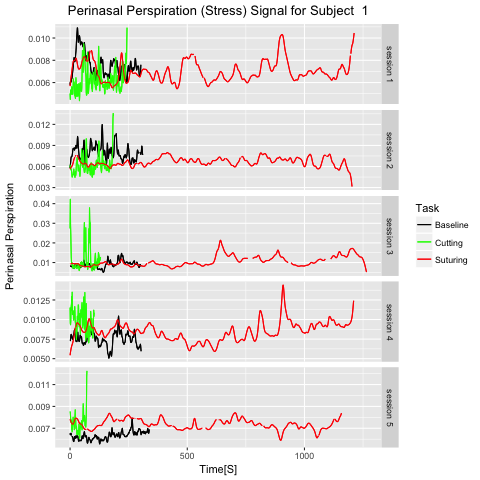 Perinasal Perspiration (Stress) Signal for Subject 1
Perinasal Perspiration
0.010
0.008
0.006
session 1
0.012
0.009
0.006
0.003
session 2
0.04
0.03
0.02
0.01
session 3
0.0125
0.0100
0.0075
0.0050
session 4
0.011
0.009
0.007
session 5
0
500
1000
Time[S]
Task
Baseline
Cutting
Suturing